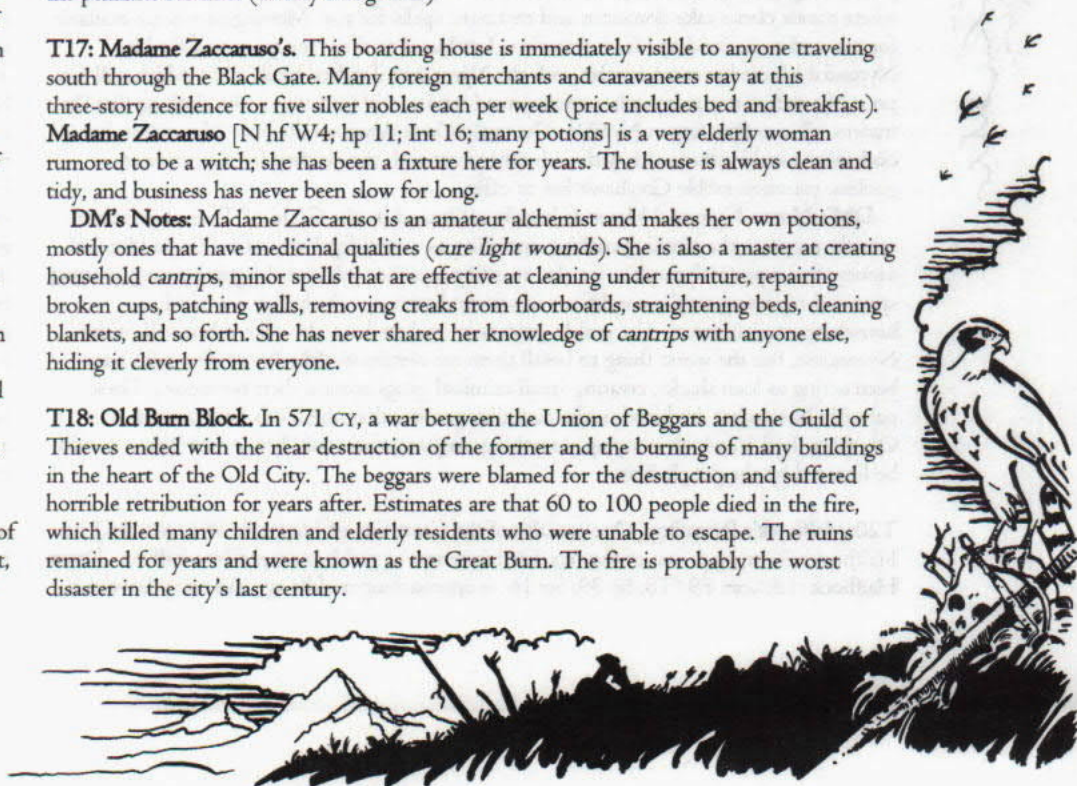 T17: Madame Zaccaruso's. This boarding house is immediately visible to anyone traveling
south through the Black Gate. Many foreign merchants and caravaneers stay at this
three-story residence for five silver nobles each per week (price includes bed and breakfast).
Madame Zaccaruso [N hf W4; hp 11; Int 16; many potions] is a very elderly woman
rumored to be a witch; she has been a fixture here for years. The house is always clean and
tidy, and business has never been slow for long.
DM's Notes: Madame Zaccaruso is an amateur alchemist and makes her own potions,
mostly ones that have medicinal qualities (cure light wounds). She is also a master at creating
household cantrips, minor spells that are effective at cleaning under furniture, repairing
broken cups, patching walls, removing creaks from floorboards, straightening beds, cleaning
blankets, and so forth. She has never shared her knowledge of cantrips with anyone else,
hiding it cleverly from everyone.
T18: Old Burn Block. In 571 CY, a war between the Union of Beggars and the Guild of
Thieves ended with the near destruction of the former and the burning of many buildings
in the heart of the Old City. The beggars were blamed for the destruction and suffered
horrible retribution for years after. Estimates are that 60 to 100 people died in the fire,
of which killed many children and elderly residents who were unable to escape. The ruins
remained for years and were known as the Great Burn. The fire is probably the worst
disaster in the city's last century.